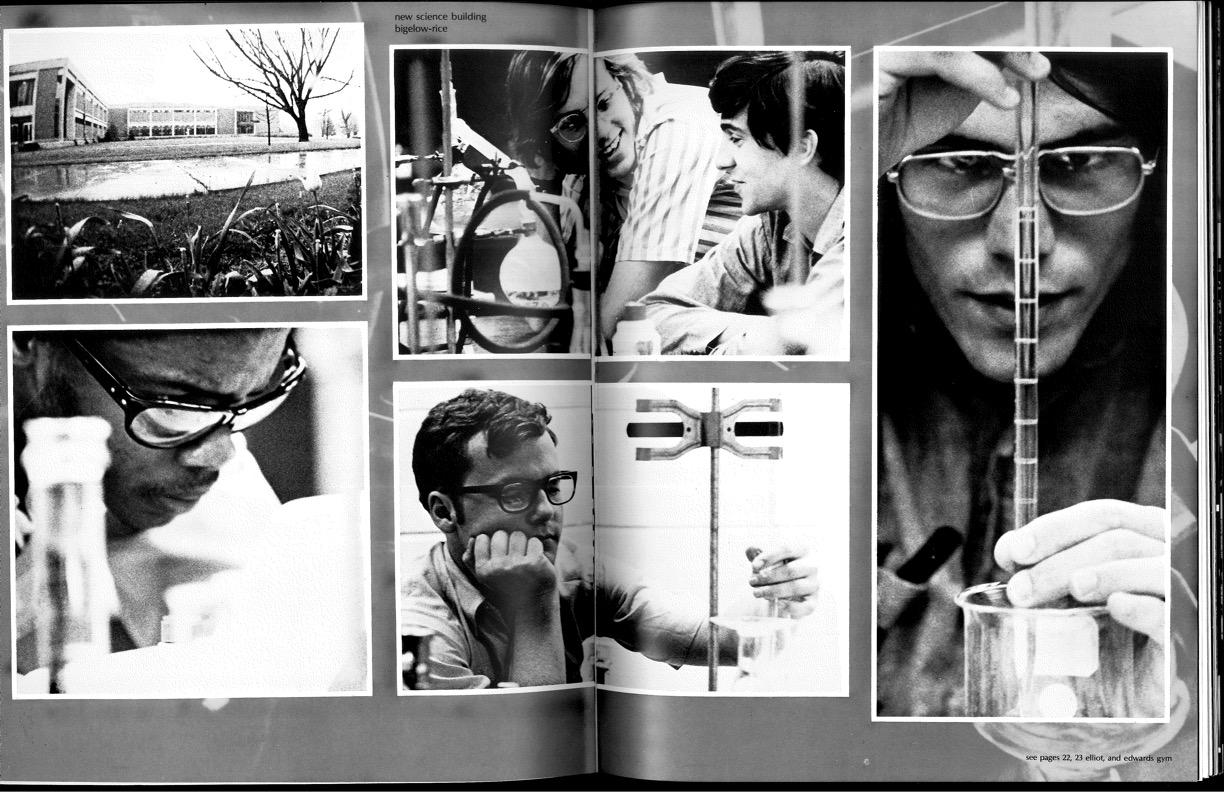 new science building
bigelow-rice
see pages 22, 23 elliot, and edwards gym